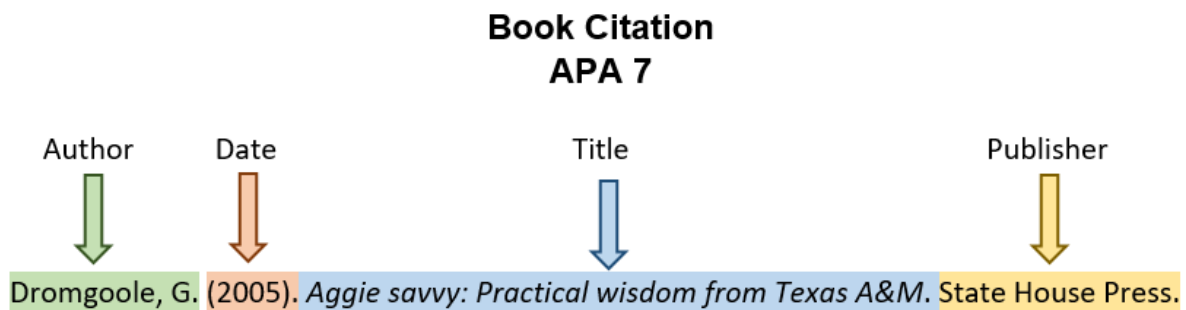 Book Citation
APA 7
Author Date Title Publisher
Dromgoole, G. (2005). Aggie savvy: Practical wisdom from Texas A&M. State House Press.